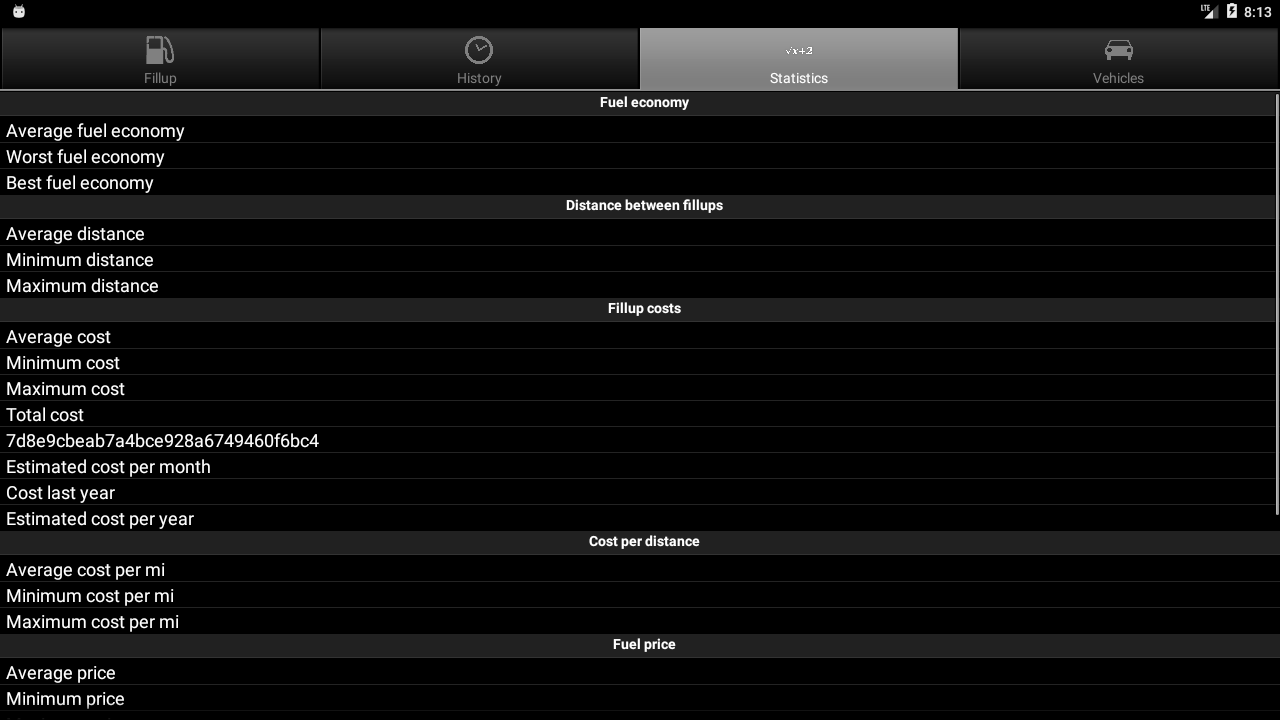 LTE 8:13
Fillup History √x+2 Statistics Vehicles
Fuel economy
Average fuel economy
Worst fuel economy
Best fuel economy
Distance between fillups
Average distance
Minimum distance
Maximum distance
Fillup costs
Average cost
Minimum cost
Maximum cost
Total cost
7d8e9cbeab7a4bce928a6749460f6bc4
Estimated cost per month
Cost last year
Estimated cost per year
Cost per distance
Average cost per mi
Minimum cost per mi
Maximum cost per mi
Fuel price
Average price
Minimum price